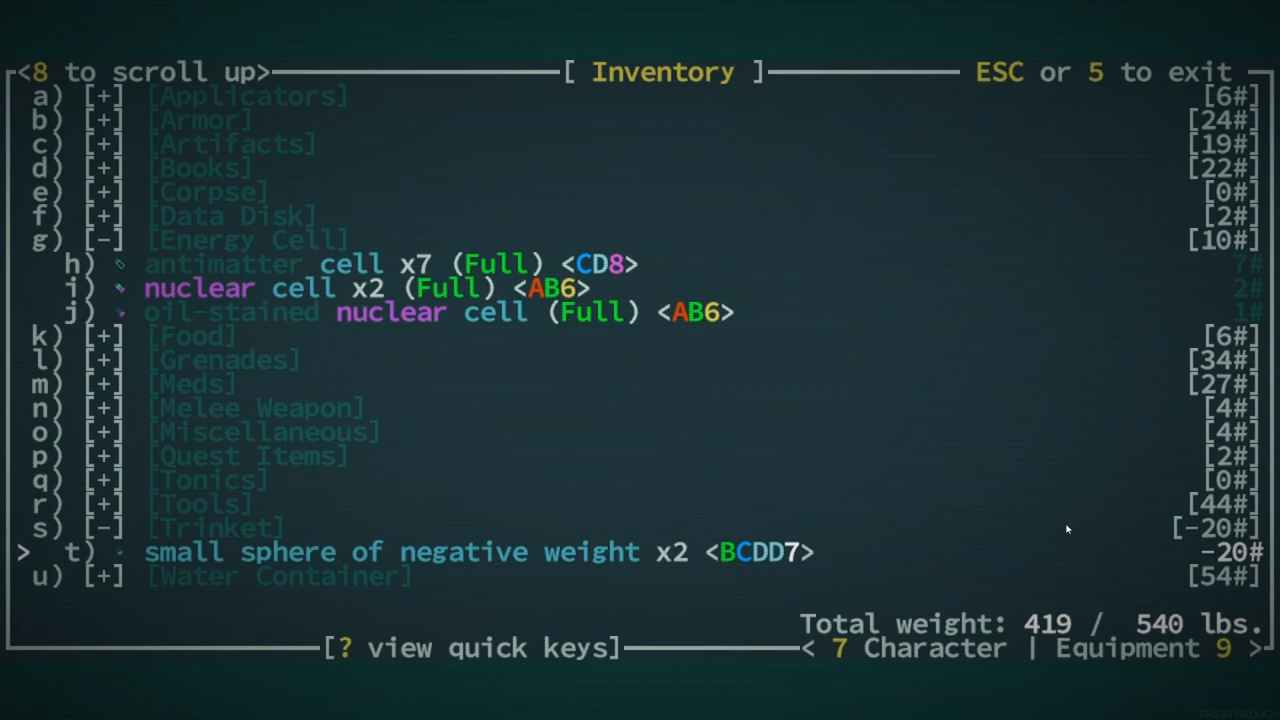 <8 to scroll up> [ Inventory ] ESC or 5 to exit
a) [+] [Applicators] [6#]
b) [+] [Armor] [24#]
c) [+] [Artifacts] [19#]
d) [+] [Books] [22#]
e) [+] [Corpse] [0#]
f) [+] [Data Disk] [2#]
g) [-] [Energy Cell] [10#]
h) antimatter cell x7 (Full) <CD8> 7#
i) nuclear cell x2 (Full) <AB6> 2#
j) oil-stained nuclear cell (Full) <AB6> 1#
k) [+] [Food] [6#]
l) [+] [Grenades] [34#]
m) [+] [Meds] [27#]
n) [+] [Melee Weapon] [4#]
o) [+] [Miscellaneous] [4#]
p) [+] [Quest Items] [2#]
q) [+] [Tonics] [0#]
r) [+] [Tools] [44#]
s) [-] [Trinket] [-20#]
> t) small sphere of negative weight x2 <BCDD7> -20#
u) [+] [Water Container] [54#]
Total weight: 419 / 540 lbs.
[? view quick keys] < 7 Character | Equipment 9 >